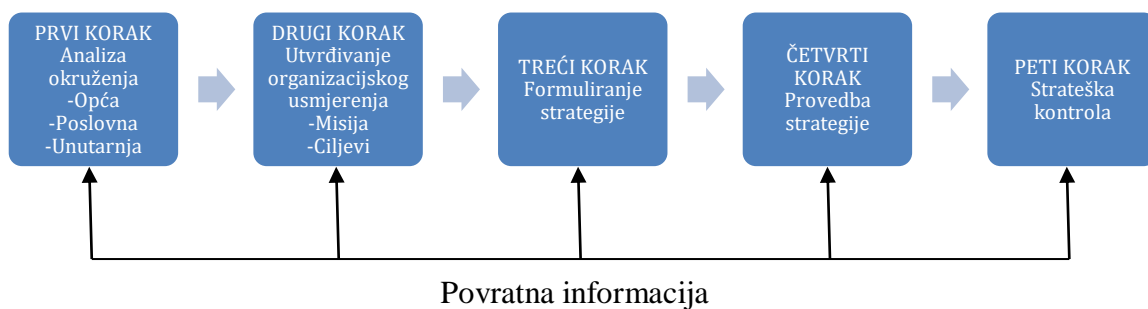 PRVI KORAK
Analiza
okruženja
-Opća
-Poslovna
-Unutarnja
DRUGI KORAK
Utvrđivanje
organizacijskog
usmjerenja
-Misija
-Ciljevi
TREĆI KORAK
Formuliranje
strategije
ČETVRTI
KORAK
Provedba
strategije
PETI KORAK
Strateška
kontrola
Povratna informacija